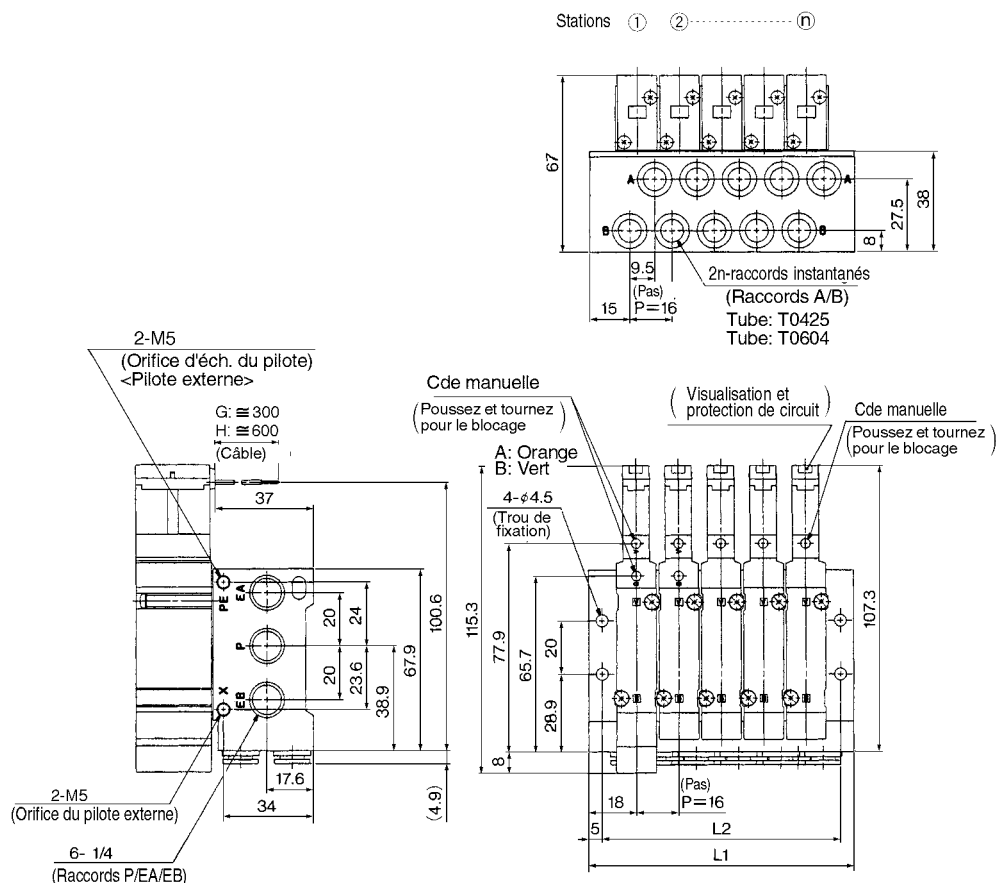 Stations ① ② ⓝ
67
A A
B B
38
27.5
8
9.5
(Pas)
P=16
15
2n-raccords instantanés
(Raccords A/B)
Tube: T0425
Tube: T0604
2-M5
(Orifice d'éch. du pilote)
<Pilote externe>
G: ≅300
H: ≅600
(Câble)
37
PE
EA
P
X
EB
20
24
20
23.6
38.9
67.9
100.6
17.6
34
(4.9)
2-M5
(Orifice du pilote externe)
6- 1/4
(Raccords P/EA/EB)
Cde manuelle
(Poussez et tournez
pour le blocage)
(Visualisation et
protection de circuit)
Cde manuelle
(Poussez et tournez
pour le blocage)
A: Orange
B: Vert
4-φ4.5
(Trou de
fixation)
115.3
77.9
65.7
20
28.9
8
107.3
18
(Pas)
P=16
5
L2
L1